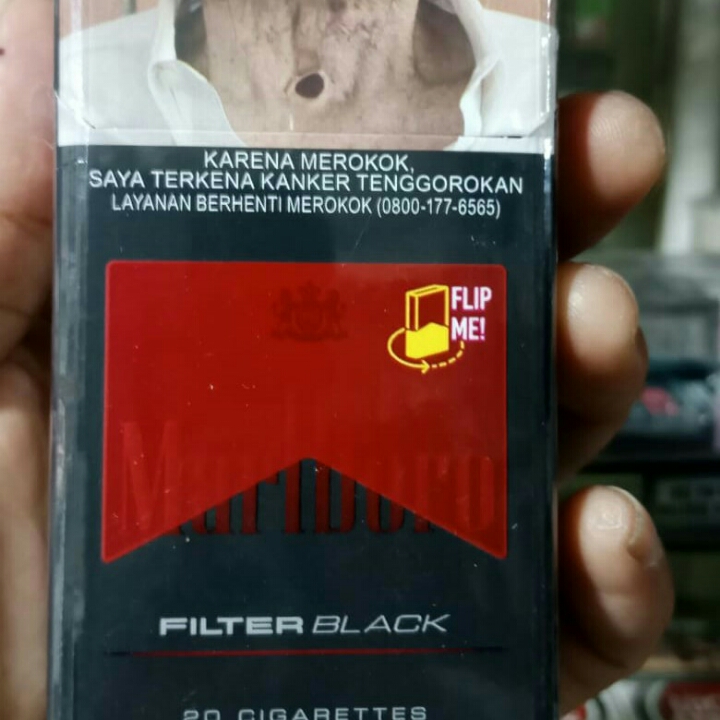 KARENA MEROKOK,
SAYA TERKENA KANKER TENGGOROKAN
LAYANAN BERHENTI MEROKOK (0800-177-6565)
FLIP
ME!
Marlboro
FILTER BLACK
20 CIGARETTES